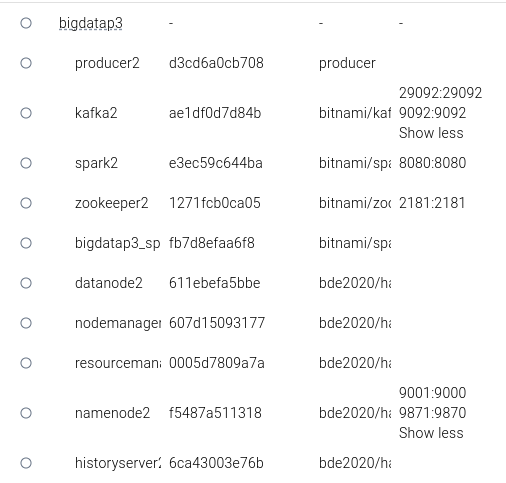 bigdatap3 - - -
producer2 d3cd6a0cb708 producer
29092:29092
kafka2 ae1df0d7d84b bitnami/kaf 9092:9092
Show less
spark2 e3ec59c644ba bitnami/spa 8080:8080
zookeeper2 1271fcb0ca05 bitnami/zoo 2181:2181
bigdatap3_sp fb7d8efaa6f8 bitnami/spa
datanode2 611ebefa5bbe bde2020/ha
nodemanager 607d15093177 bde2020/ha
resourcemana 0005d7809a7a bde2020/ha
9001:9000
namenode2 f5487a511318 bde2020/ha 9871:9870
Show less
historyserver2 6ca43003e76b bde2020/ha